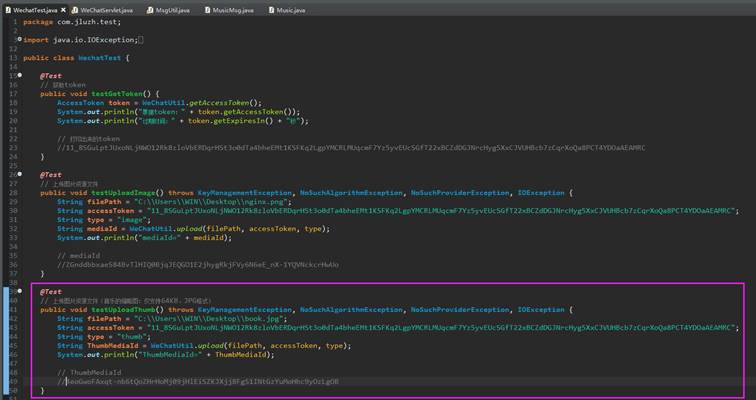 WechatTest.java WeChatServlet.java MsgUtil.java MusicMsg.java Music.java
1 package com.jluzh.test;
2
3 import java.io.IOException;
12
13 public class WechatTest {
14
15 @Test
16 // 获取token
17 public void testGetToken() {
18 AccessToken token = WeChatUtil.getAccessToken();
19 System.out.println("票据token: " + token.getAccessToken());
20 System.out.println("过期时间: " + token.getExpiresIn() + "秒");
21
22 // 打印出来的token
23
24 }
25
26 @Test
27 // 上传图片资源文件
28 public void testUploadImage() throws KeyManagementException, NoSuchAlgorithmException, NoSuchProviderException, IOException {
29 String filePath = "C:\\Users\\WIN\\Desktop\\nginx.png";
30 String accessToken =
31 String type = "image";
32 String mediaId = WeChatUtil.upload(filePath, accessToken, type);
33 System.out.println("mediaId=" + mediaId);
34
35 // mediaId
36
37 }
38
39 @Test
40 // 上传图片资源文件（音乐的缩略图：仅支持64KB，JPG格式）
41 public void testUploadThumb() throws KeyManagementException, NoSuchAlgorithmException, NoSuchProviderException, IOException {
42 String filePath = "C:\\Users\\WIN\\Desktop\\book.jpg";
43 String accessToken =
44 String type = "thumb";
45 String ThumbMediaId = WeChatUtil.upload(filePath, accessToken, type);
46 System.out.println("ThumbMediaId=" + ThumbMediaId);
47
48 // ThumbMediaId
49
50 }
51